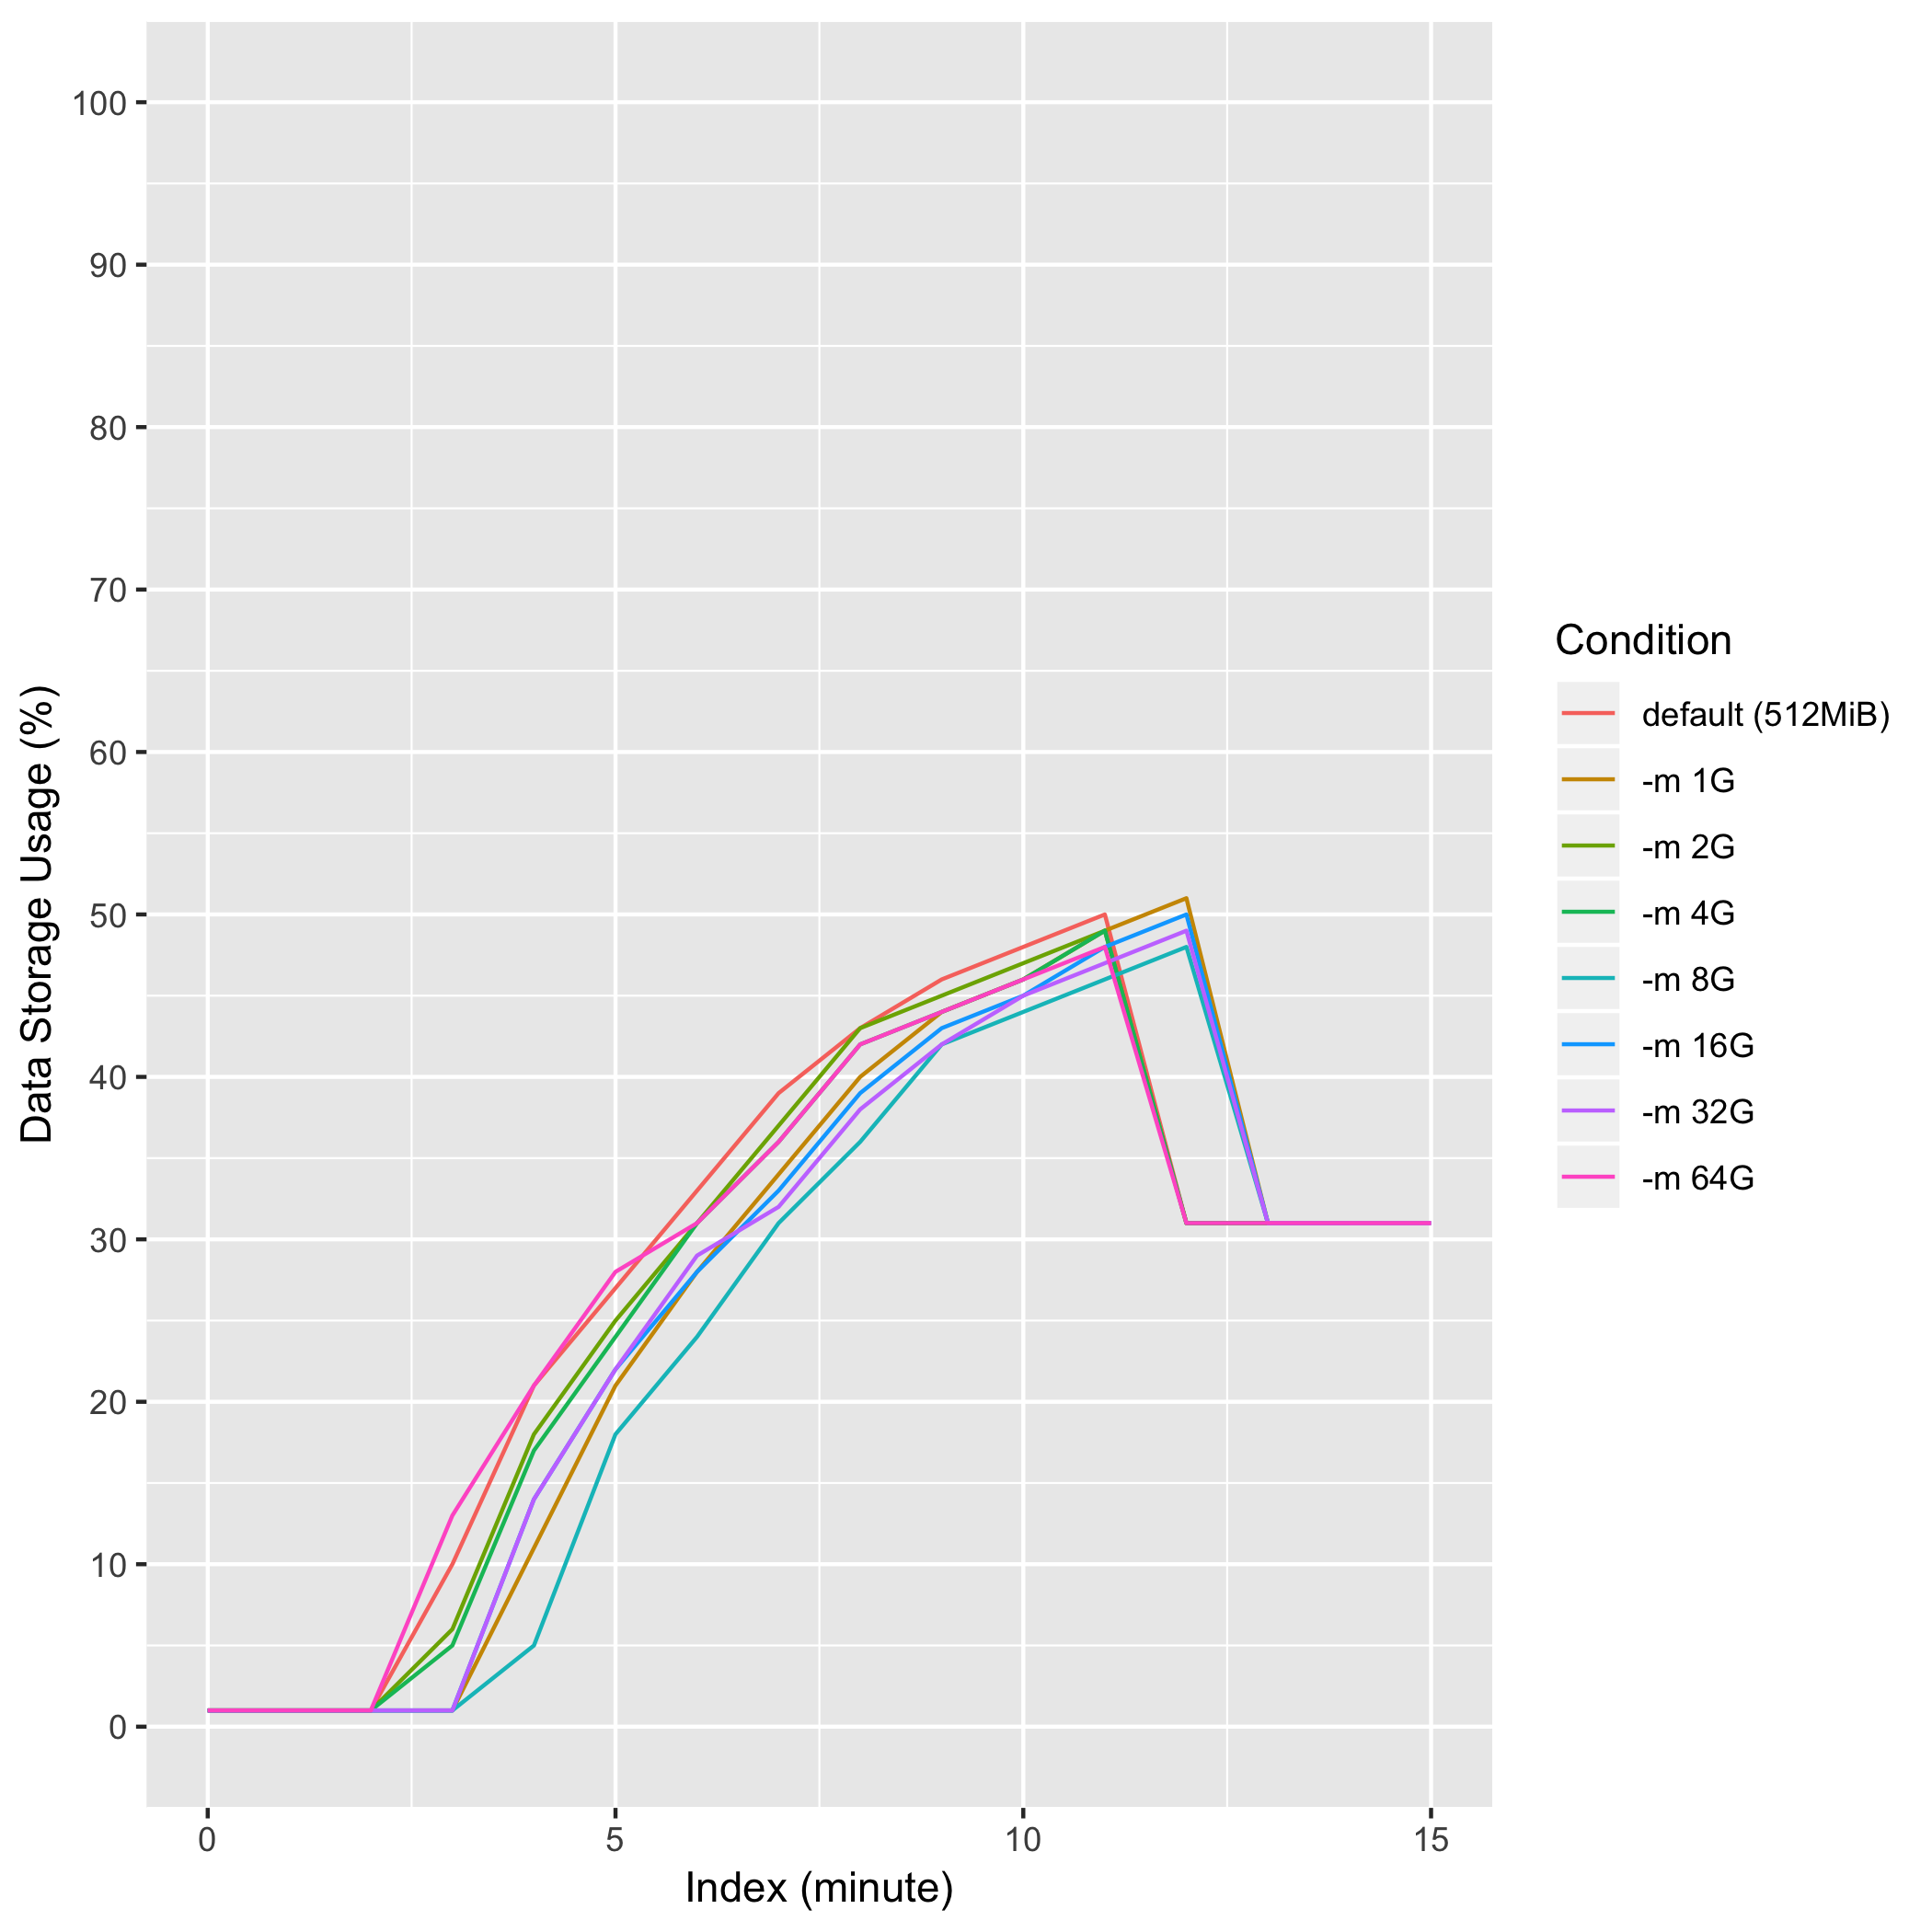 Data Storage Usage (%)
100
90
80
70
60
50
40
30
20
10
0
0 5 10 15
Index (minute)
Condition
default (512MiB)
-m 1G
-m 2G
-m 4G
-m 8G
-m 16G
-m 32G
-m 64G